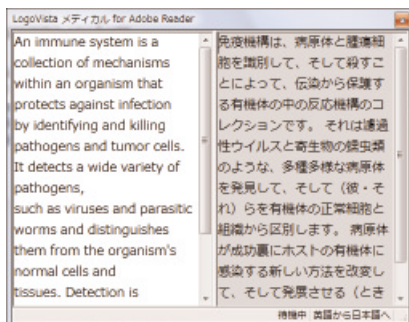 LogoVista メディカル for Adobe Reader
An immune system is a
collection of mechanisms
within an organism that
protects against infection
by identifying and killing
pathogens and tumor cells.
It detects a wide variety of
pathogens,
such as viruses and parasitic
worms and distinguishes
them from the organism's
normal cells and
tissues. Detection is
免疫機構は、病原体と腫瘍細
胞を識別して、そして殺すこ
とによって、伝染から保護す
る有機体の中の反応機構のコ
レクションです。 それは濾過
性ウイルスと寄生物の蠕虫類
のような、多種多様な病原体
を発見して、そして（彼・そ
れ）らを有機体の正常細胞と
組織から区別します。 病原体
が成功裏にホストの有機体に
感染する新しい方法を改変し
て、そして発展させる（とき
待機中 英語から日本語へ